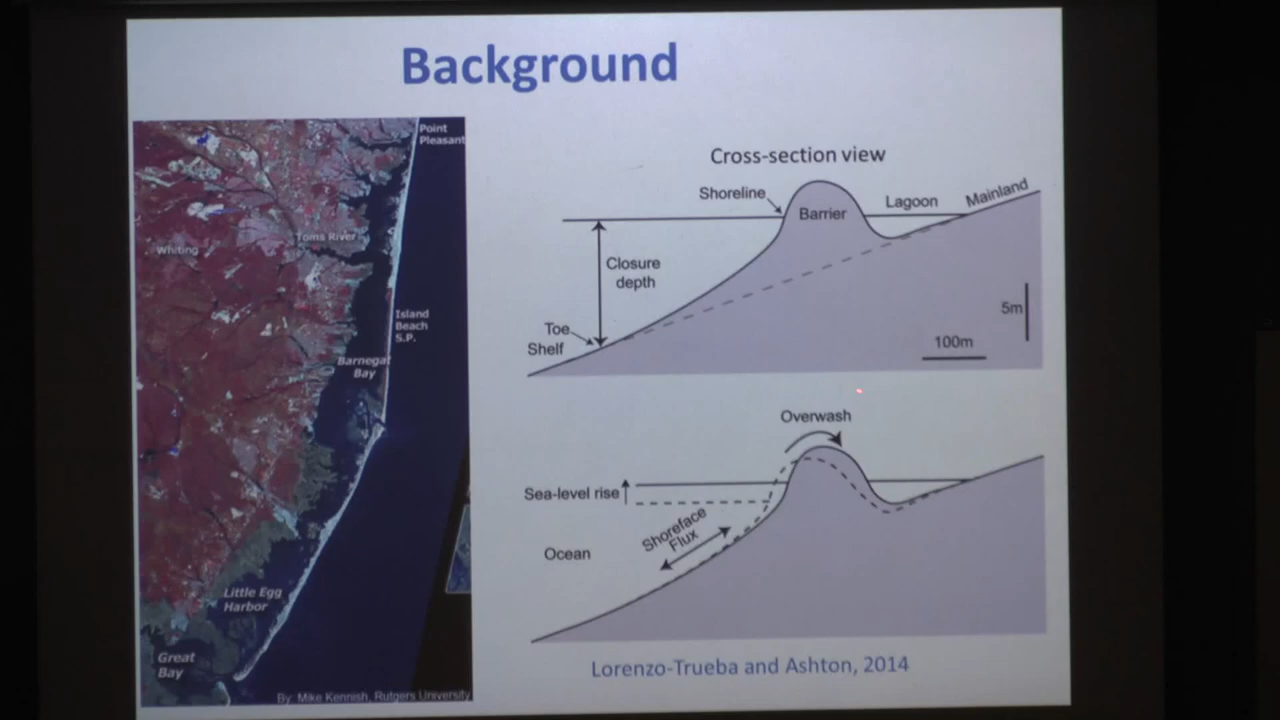 Background
Point
Pleasant
Toms River
Whiting
Island
Beach
S.P.
Barnegat
Bay
Little Egg
Harbor
Great
Bay
By: Mike Kennish, Rutgers University
Cross-section view
Shoreline
Barrier
Lagoon
Mainland
Closure
depth
Toe
Shelf
5m
100m
Overwash
Sea-level rise
Shoreface
Flux
Ocean
Lorenzo-Trueba and Ashton, 2014